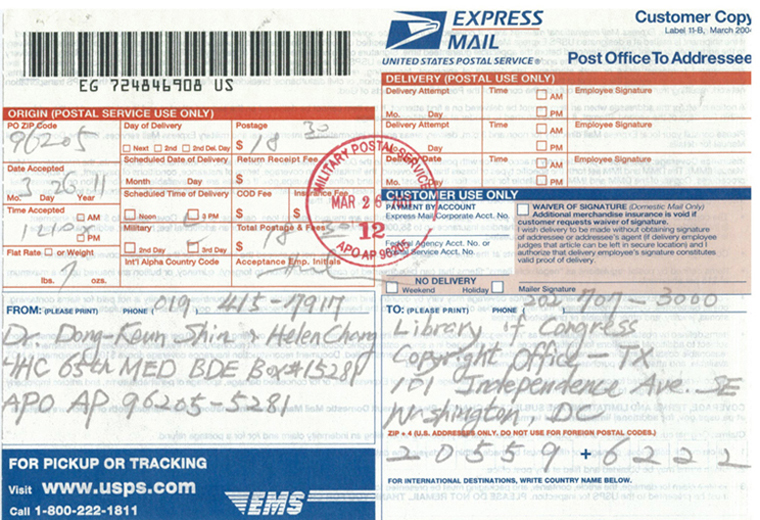 EXPRESS
MAIL
UNITED STATES POSTAL SERVICE®
Customer Copy
Label 11-B, March 2004
Post Office To Addressee
EG 724846908 US
ORIGIN (POSTAL SERVICE USE ONLY)
PO ZIP Code
96205
Day of Delivery
Next 2nd 2nd Del. Day
Postage
$ 18 30
Date Accepted
3 26 11
Mo. Day Year
Scheduled Date of Delivery
Month Day
Return Receipt Fee
$
Time Accepted
AM
PM
Scheduled Time of Delivery
Noon 3 PM
COD Fee
$
Insurance Fee
$
Military
2nd Day 3rd Day
Total Postage & Fees
$ 18 30
Flat Rate or Weight
7
lbs. ozs.
Int'l Alpha Country Code
Acceptance Emp. Initials
MILITARY POSTAL SERVICE
MAR 26 2011
12
APO AP 96205
DELIVERY (POSTAL USE ONLY)
Delivery Attempt Time AM PM Employee Signature
Mo. Day
Delivery Attempt Time AM PM Employee Signature
Mo. Day
Delivery Date Time AM PM Employee Signature
Mo. Day
CUSTOMER USE ONLY
PAYMENT BY ACCOUNT
Express Mail Corporate Acct. No.
Federal Agency Acct. No. or
Postal Service Acct. No.
WAIVER OF SIGNATURE (Domestic Mail Only)
Additional merchandise insurance is void if
customer requests waiver of signature.
I wish delivery to be made without obtaining signature
of addressee or addressee's agent (if delivery employee
judges that article can be left in secure location) and I
authorize that delivery employee's signature constitutes
valid proof of delivery.
NO DELIVERY
Weekend Holiday
Mailer Signature
FROM: (PLEASE PRINT) PHONE (019) 415-7917
Dr. Dong-Keun Shin & Helen Chang
HHC 65th MED BDE Box#15281
APO AP 96205-5281
TO: (PLEASE PRINT) PHONE (202) 707-3000
Library of Congress
Copyright Office - TX
101 Independence Ave. SE
Washington DC
ZIP + 4 (U.S. ADDRESSES ONLY. DO NOT USE FOR FOREIGN POSTAL CODES.)
20559 + 6222
FOR INTERNATIONAL DESTINATIONS, WRITE COUNTRY NAME BELOW.
FOR PICKUP OR TRACKING
Visit www.usps.com
Call 1-800-222-1811
EMS